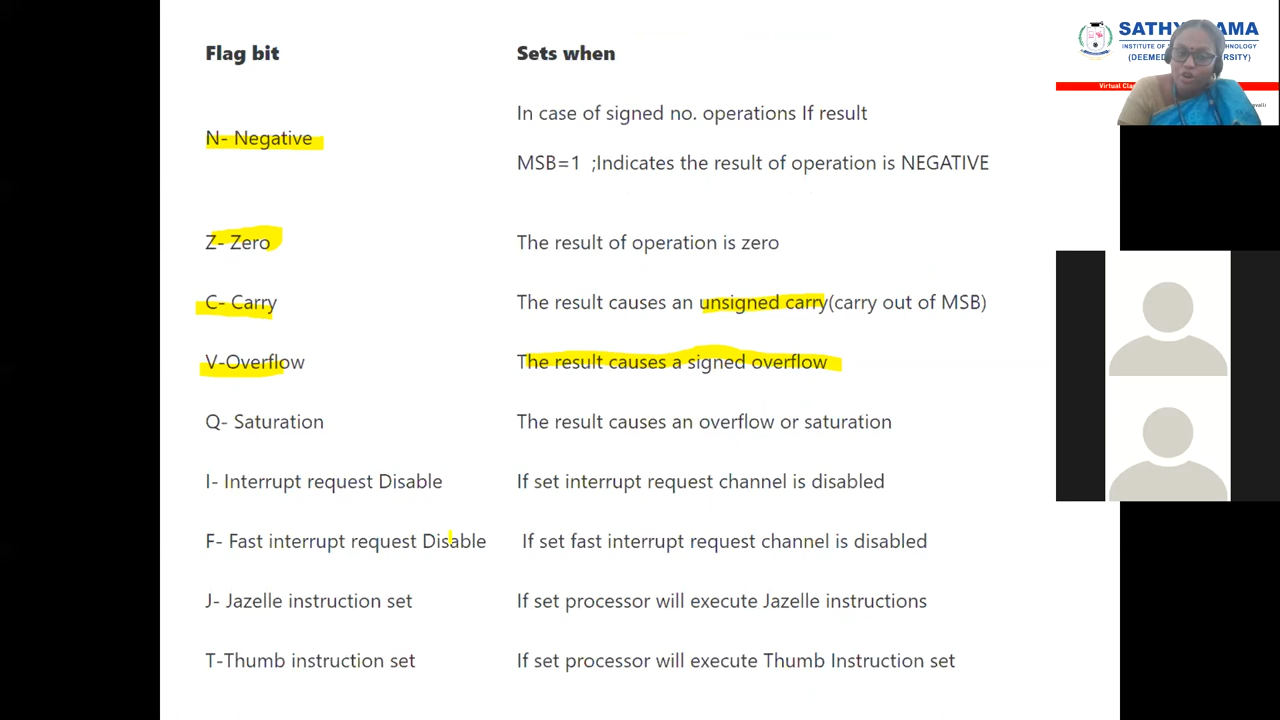 Flag bit
Sets when
N- Negative
In case of signed no. operations If result
MSB=1 ;Indicates the result of operation is NEGATIVE
Z- Zero
The result of operation is zero
C- Carry
The result causes an unsigned carry(carry out of MSB)
V-Overflow
The result causes a signed overflow
Q- Saturation
The result causes an overflow or saturation
I- Interrupt request Disable
If set interrupt request channel is disabled
F- Fast interrupt request Disable
If set fast interrupt request channel is disabled
J- Jazelle instruction set
If set processor will execute Jazelle instructions
T-Thumb instruction set
If set processor will execute Thumb Instruction set
INSTITUTE OF
(DEEMED
Virtual